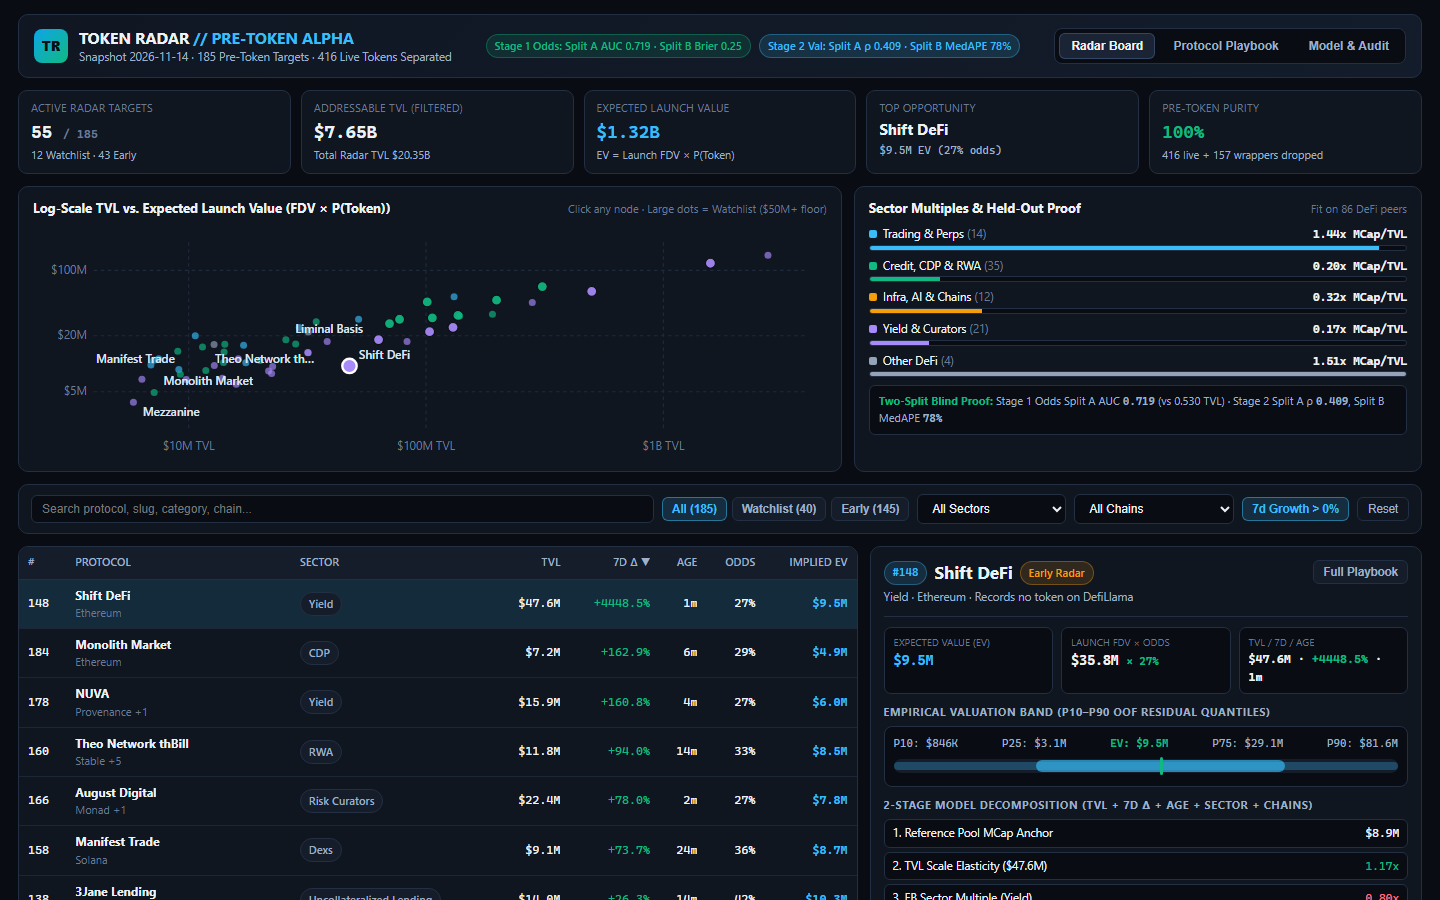 TR
TOKEN RADAR // PRE-TOKEN ALPHA
Snapshot 2026-11-14 · 185 Pre-Token Targets · 416 Live Tokens Separated
Stage 1 Odds: Split A AUC 0.719 · Split B Brier 0.25
Stage 2 Val: Split A ρ 0.409 · Split B MedAPE 78%
Radar Board
Protocol Playbook
Model & Audit
ACTIVE RADAR TARGETS
55 / 185
12 Watchlist · 43 Early
ADDRESSABLE TVL (FILTERED)
$7.65B
Total Radar TVL $20.35B
EXPECTED LAUNCH VALUE
$1.32B
EV = Launch FDV × P(Token)
TOP OPPORTUNITY
Shift DeFi
$9.5M EV (27% odds)
PRE-TOKEN PURITY
100%
416 live + 157 wrappers dropped
Log-Scale TVL vs. Expected Launch Value (FDV × P(Token))
Click any node · Large dots = Watchlist ($50M+ floor)
$100M
$20M
$5M
Liminal Basis
Manifest Trade
Theo Network th...
Shift DeFi
Monolith Market
Mezzanine
$10M TVL
$100M TVL
$1B TVL
Sector Multiples & Held-Out Proof
Fit on 86 DeFi peers
Trading & Perps (14)
1.44x MCap/TVL
Credit, CDP & RWA (35)
0.20x MCap/TVL
Infra, AI & Chains (12)
0.32x MCap/TVL
Yield & Curators (21)
0.17x MCap/TVL
Other DeFi (4)
1.51x MCap/TVL
Two-Split Blind Proof: Stage 1 Odds Split A AUC 0.719 (vs 0.530 TVL) · Stage 2 Split A ρ 0.409, Split B
MedAPE 78%
Search protocol, slug, category, chain...
All (185)
Watchlist (40)
Early (145)
All Sectors
All Chains
7d Growth > 0%
Reset
# PROTOCOL SECTOR TVL 7D Δ ▼ AGE ODDS IMPLIED EV
148 Shift DeFi Yield $47.6M +4448.5% 1m 27% $9.5M
Ethereum
184 Monolith Market CDP $7.2M +162.9% 6m 29% $4.9M
Ethereum
178 NUVA Yield $15.9M +160.8% 4m 27% $6.0M
Provenance +1
160 Theo Network thBill RWA $11.8M +94.0% 14m 33% $8.5M
Stable +5
166 August Digital Risk Curators $22.4M +78.0% 2m 27% $7.8M
Monad +1
158 Manifest Trade Dexs $9.1M +73.7% 24m 36% $8.7M
Solana
138 3Jane Lending Uncollateralized Lending $14.0M +26.3% 14m 42% $10.3M
#148 Shift DeFi Early Radar
Full Playbook
Yield · Ethereum · Records no token on DefiLlama
EXPECTED VALUE (EV)
$9.5M
LAUNCH FDV × ODDS
$35.8M × 27%
TVL / 7D / AGE
$47.6M · +4448.5% ·
1m
EMPIRICAL VALUATION BAND (P10–P90 OOF RESIDUAL QUANTILES)
P10: $846K P25: $3.1M EV: $9.5M P75: $29.1M P90: $81.6M
2-STAGE MODEL DECOMPOSITION (TVL + 7D Δ + AGE + SECTOR + CHAINS)
1. Reference Pool MCap Anchor $8.9M
2. TVL Scale Elasticity ($47.6M) 1.17x
3. EB Sector Multiple (Yield) 0.80x